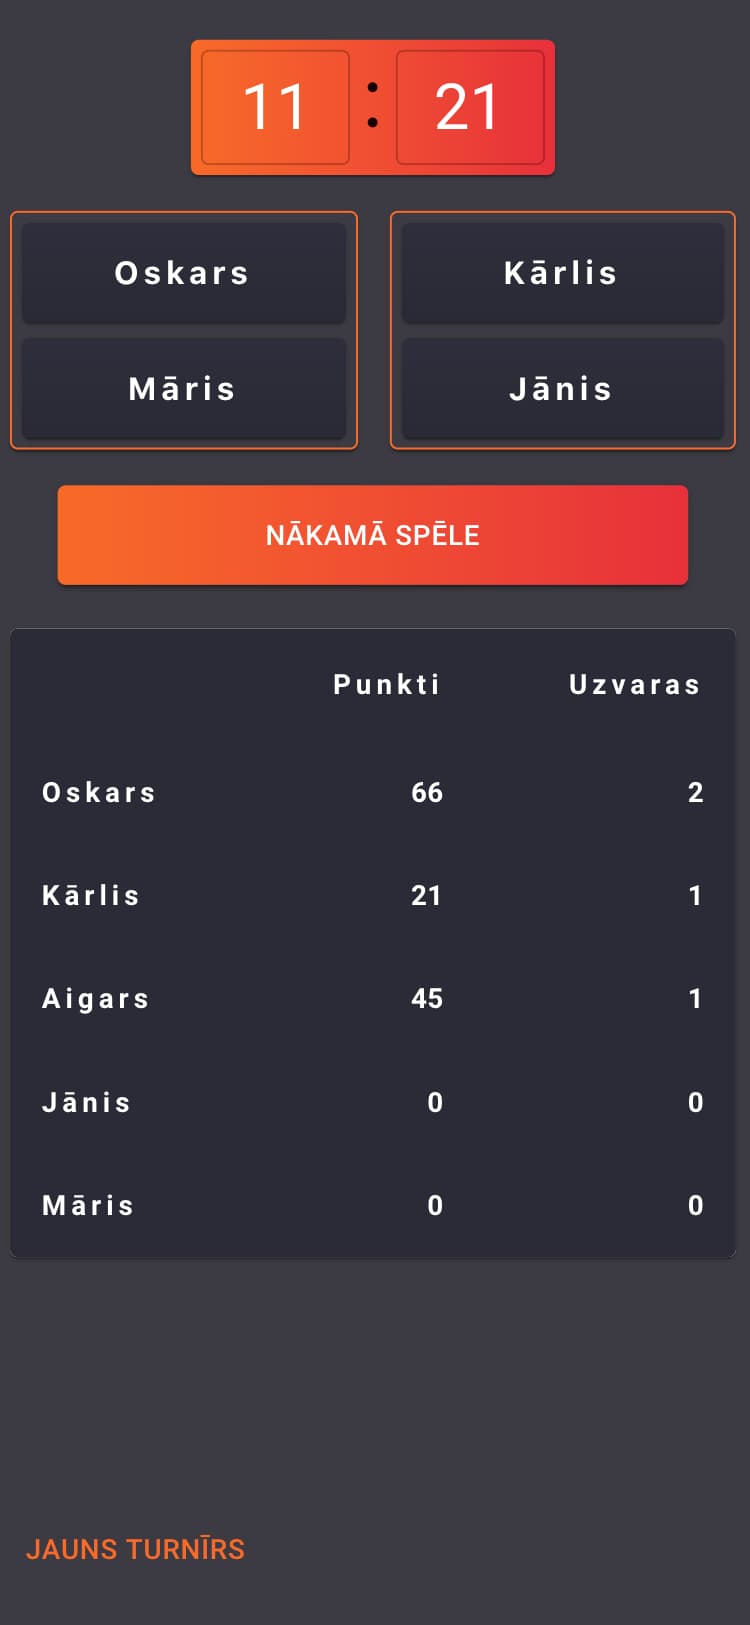 11 : 21
Oskars Kārlis
Māris Jānis
NĀKAMĀ SPĒLE
Punkti Uzvaras
Oskars 66 2
Kārlis 21 1
Aigars 45 1
Jānis 0 0
Māris 0 0
JAUNS TURNĪRS